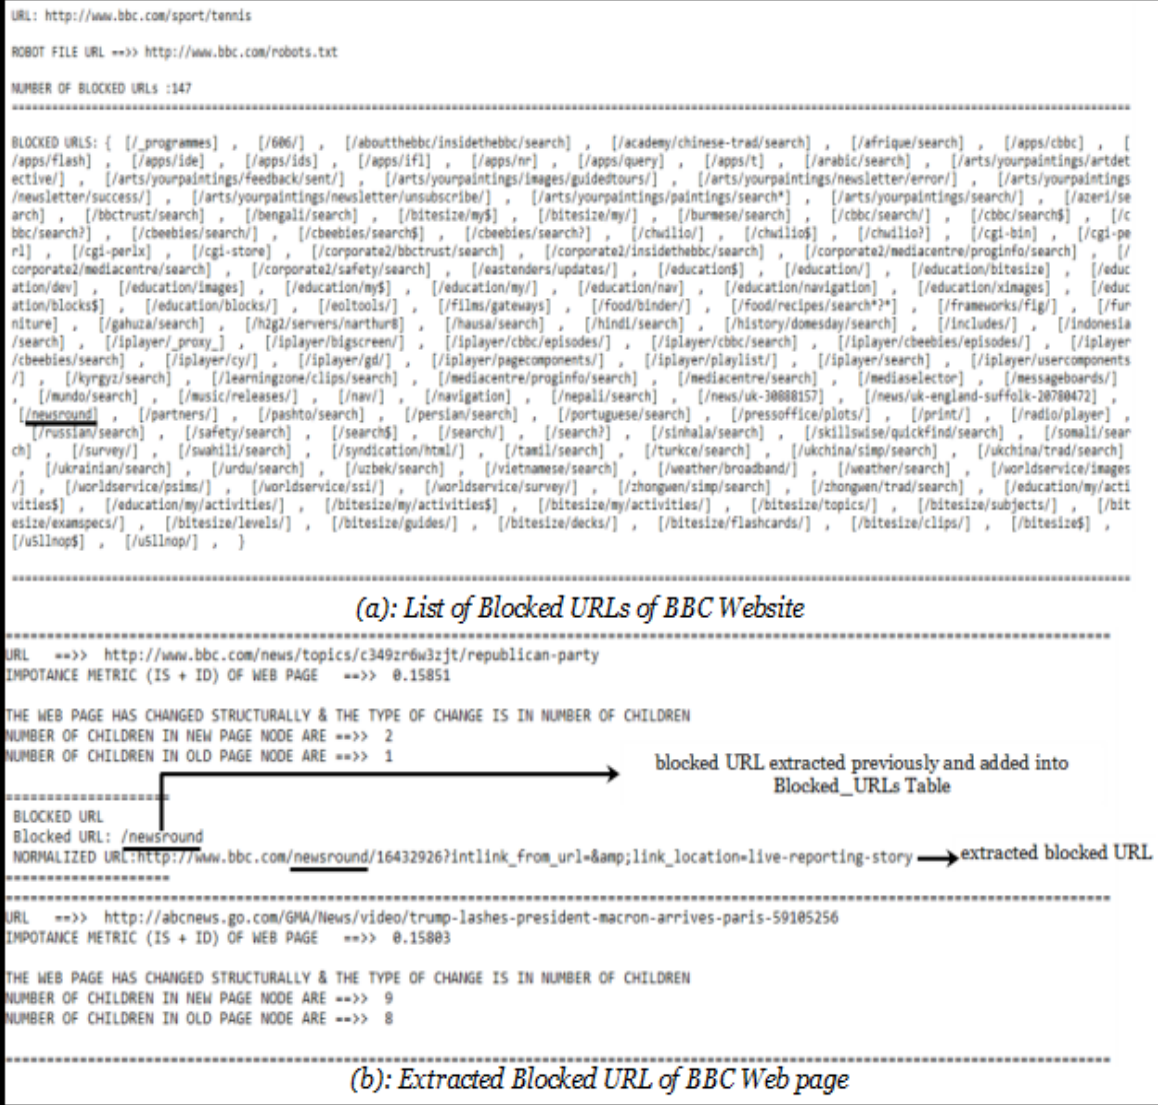 URL: http://www.bbc.com/sport/tennis
ROBOT FILE URL ==>> http://www.bbc.com/robots.txt
NUMBER OF BLOCKED URLs :147
BLOCKED URLS: { [/_programmes] , [/606/] , [/aboutthebbc/insidethebbc/search] , [/academy/chinese-trad/search] , [/afrique/search] , [/apps/cbbc] , [
/apps/flash] , [/apps/ide] , [/apps/ids] , [/apps/ifl] , [/apps/nr] , [/apps/query] , [/apps/t] , [/arabic/search] , [/arts/yourpaintings/artdet
ective/] , [/arts/yourpaintings/feedback/sent/] , [/arts/yourpaintings/images/guidedtours/] , [/arts/yourpaintings/newsletter/error/] , [/arts/yourpaintings
/newsletter/success/] , [/arts/yourpaintings/newsletter/unsubscribe/] , [/arts/yourpaintings/paintings/search*] , [/arts/yourpaintings/search/] , [/azeri/se
arch] , [/bbctrust/search] , [/bengali/search] , [/bitesize/my$] , [/bitesize/my/] , [/burmese/search] , [/cbbc/search/] , [/cbbc/search$] , [/c
bbc/search?] , [/cbeebies/search/] , [/cbeebies/search$] , [/cbeebies/search?] , [/chwilio/] , [/chwilio$] , [/chwilio?] , [/cgi-bin] , [/cgi-pe
rl] , [/cgi-perlx] , [/cgi-store] , [/corporate2/bbctrust/search] , [/corporate2/insidethebbc/search] , [/corporate2/mediacentre/proginfo/search] , [/
corporate2/mediacentre/search] , [/corporate2/safety/search] , [/eastenders/updates/] , [/education$] , [/education/] , [/education/bitesize] , [/educ
ation/dev] , [/education/images] , [/education/my$] , [/education/my/] , [/education/nav] , [/education/navigation] , [/education/ximages] , [/educ
ation/blocks$] , [/education/blocks/] , [/eoltools/] , [/films/gateways] , [/food/binder/] , [/food/recipes/search*?*] , [/frameworks/fig/] , [/fur
niture] , [/gahuza/search] , [/h2g2/servers/narthur8] , [/hausa/search] , [/hindi/search] , [/history/domesday/search] , [/includes/] , [/indonesia
/search] , [/iplayer/_proxy_] , [/iplayer/bigscreen/] , [/iplayer/cbbc/episodes/] , [/iplayer/cbbc/search] , [/iplayer/cbeebies/episodes/] , [/iplayer
/cbeebies/search] , [/iplayer/cy/] , [/iplayer/gd/] , [/iplayer/pagecomponents/] , [/iplayer/playlist/] , [/iplayer/search] , [/iplayer/usercomponents
/] , [/kyrgyz/search] , [/learningzone/clips/search] , [/mediacentre/proginfo/search] , [/mediacentre/search] , [/mediaselector] , [/messageboards/]
, [/mundo/search] , [/music/releases/] , [/nav/] , [/navigation] , [/nepali/search] , [/news/uk-30888157] , [/news/uk-england-suffolk-20780472] ,
[/newsround] , [/partners/] , [/pashto/search] , [/persian/search] , [/portuguese/search] , [/pressoffice/plots/] , [/print/] , [/radio/player] ,
[/russian/search] , [/safety/search] , [/search$] , [/search/] , [/search?] , [/sinhala/search] , [/skillswise/quickfind/search] , [/somali/sear
ch] , [/survey/] , [/swahili/search] , [/syndication/html/] , [/tamil/search] , [/turkce/search] , [/ukchina/simp/search] , [/ukchina/trad/search]
, [/ukrainian/search] , [/urdu/search] , [/uzbek/search] , [/vietnamese/search] , [/weather/broadband/] , [/weather/search] , [/worldservice/images
/] , [/worldservice/psims/] , [/worldservice/ssi/] , [/worldservice/survey/] , [/zhongwen/simp/search] , [/zhongwen/trad/search] , [/education/my/acti
vities$] , [/education/my/activities/] , [/bitesize/my/activities$] , [/bitesize/my/activities/] , [/bitesize/topics/] , [/bitesize/subjects/] , [/bit
esize/examspecs/] , [/bitesize/levels/] , [/bitesize/guides/] , [/bitesize/decks/] , [/bitesize/flashcards/] , [/bitesize/clips/] , [/bitesize$] ,
[/u5llnop$] , [/u5llnop/] , }
(a): List of Blocked URLs of BBC Website
URL ==>> http://www.bbc.com/news/topics/c349zr6w3zjt/republican-party
IMPOTANCE METRIC (IS + ID) OF WEB PAGE ==>> 0.15851
THE WEB PAGE HAS CHANGED STRUCTURALLY & THE TYPE OF CHANGE IS IN NUMBER OF CHILDREN
NUMBER OF CHILDREN IN NEW PAGE NODE ARE ==>> 2
NUMBER OF CHILDREN IN OLD PAGE NODE ARE ==>> 1
blocked URL extracted previously and added into
Blocked_URLs Table
BLOCKED URL
Blocked URL: /newsround
NORMALIZED URL:http://www.bbc.com/newsround/16432926?intlink_from_url=&amp;link_location=live-reporting-story
extracted blocked URL
URL ==>> http://abcnews.go.com/GMA/News/video/trump-lashes-president-macron-arrives-paris-59105256
IMPOTANCE METRIC (IS + ID) OF WEB PAGE ==>> 0.15803
THE WEB PAGE HAS CHANGED STRUCTURALLY & THE TYPE OF CHANGE IS IN NUMBER OF CHILDREN
NUMBER OF CHILDREN IN NEW PAGE NODE ARE ==>> 9
NUMBER OF CHILDREN IN OLD PAGE NODE ARE ==>> 8
(b): Extracted Blocked URL of BBC Web page